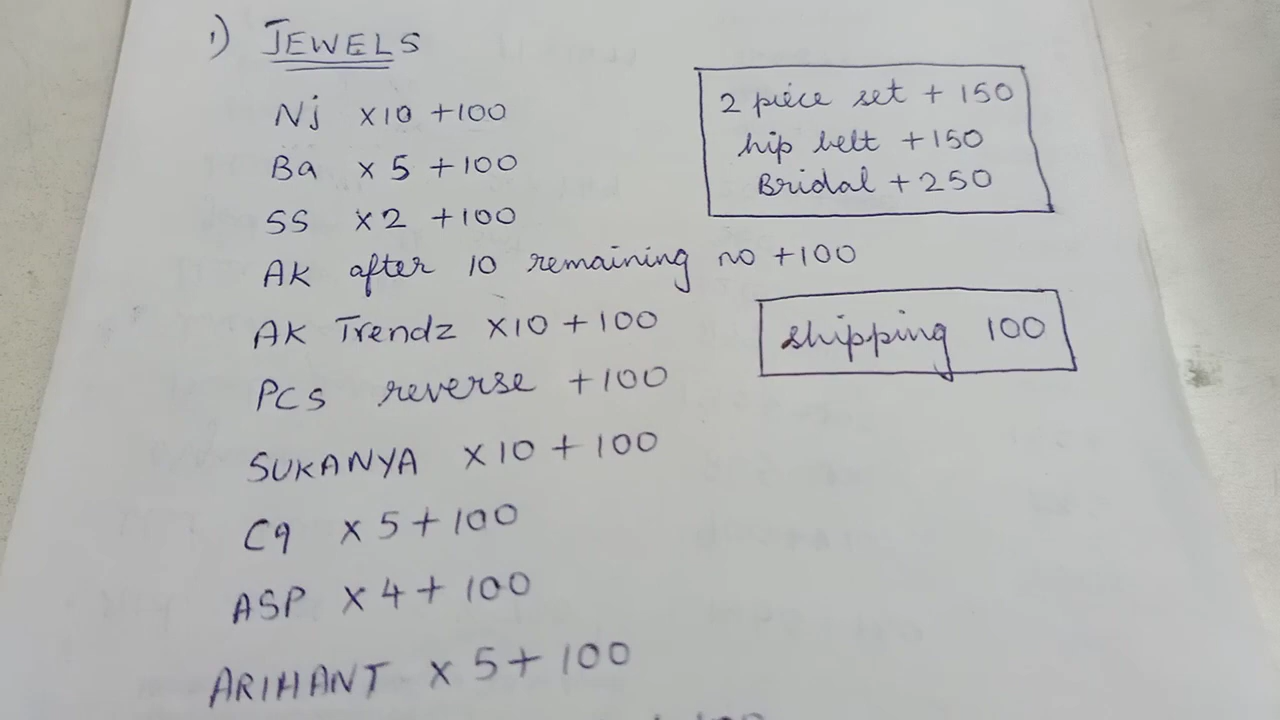 1) JEWELS
Nj x10 +100
Ba x 5 +100
SS x2 +100
AK after 10 remaining no +100
AK Trendz x10 +100
PCs reverse +100
SUKANYA x10 + 100
C9 x 5+100
ASP x 4+ 100
ARIHANT x 5+ 100
2 piece set + 150
hip belt +150
Bridal +250
shipping 100